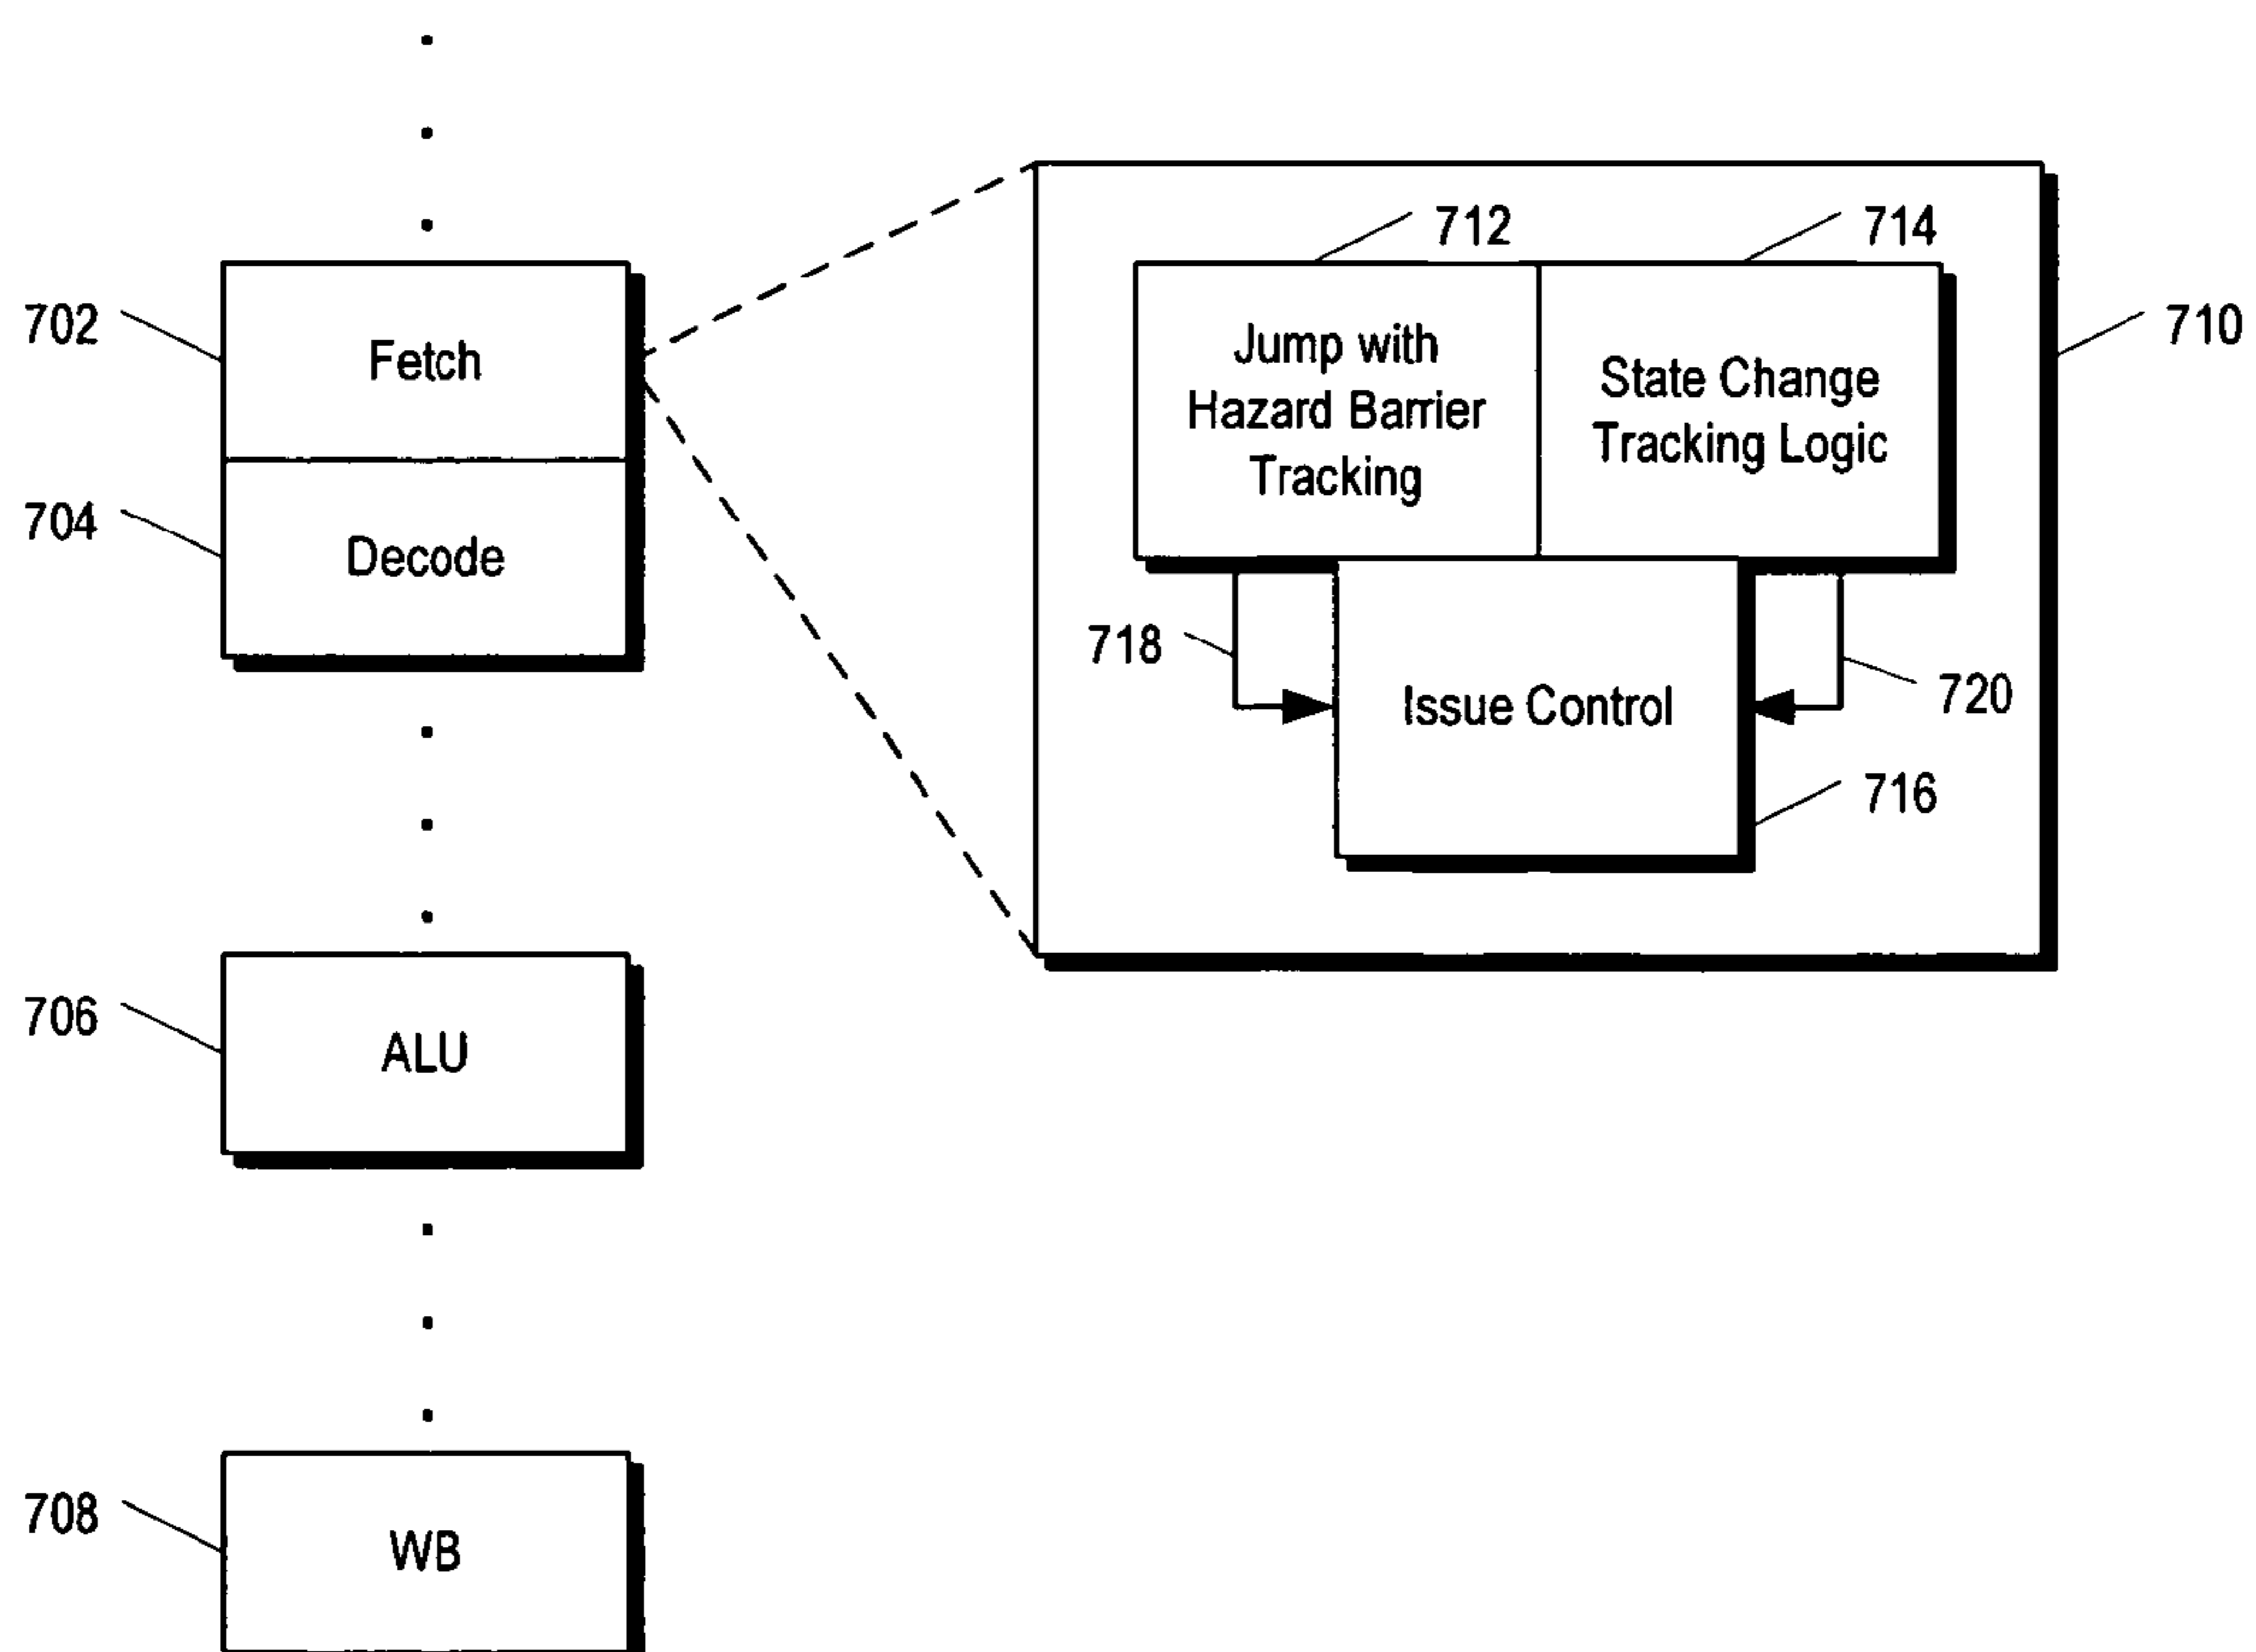 702
Fetch
704
Decode
706
ALU
708
WB
710
712
714
Jump with
Hazard Barrier
Tracking
State Change
Tracking Logic
718
Issue Control
720
716